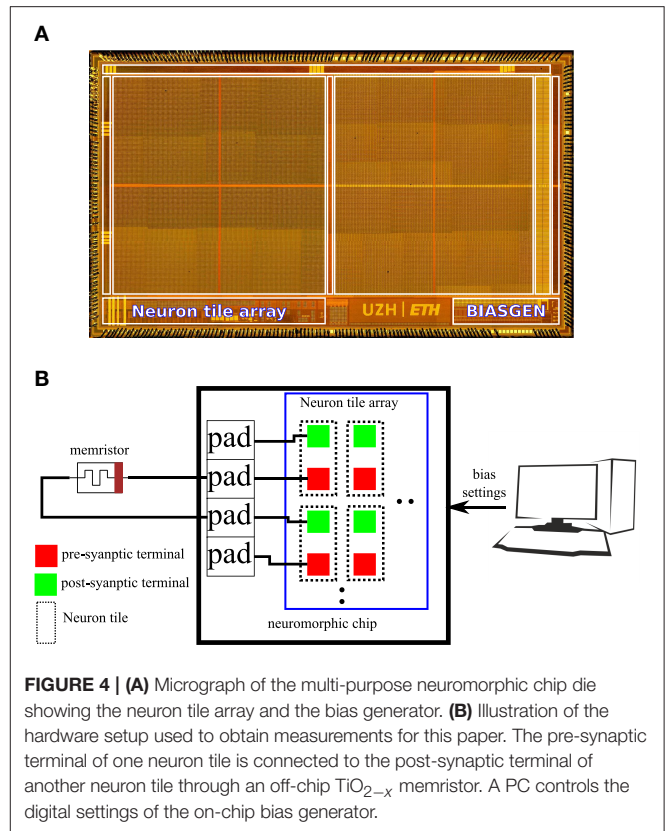 A
Neuron tile array
UZH | ETH
BIASGEN
B
Neuron tile array
memristor
pad
pad
pad
pad
bias
settings
pre-synaptic terminal
post-synaptic terminal
Neuron tile
neuromorphic chip
FIGURE 4 | (A) Micrograph of the multi-purpose neuromorphic chip die
showing the neuron tile array and the bias generator. (B) Illustration of the
hardware setup used to obtain measurements for this paper. The pre-synaptic
terminal of one neuron tile is connected to the post-synaptic terminal of
another neuron tile through an off-chip TiO2−x memristor. A PC controls the
digital settings of the on-chip bias generator.